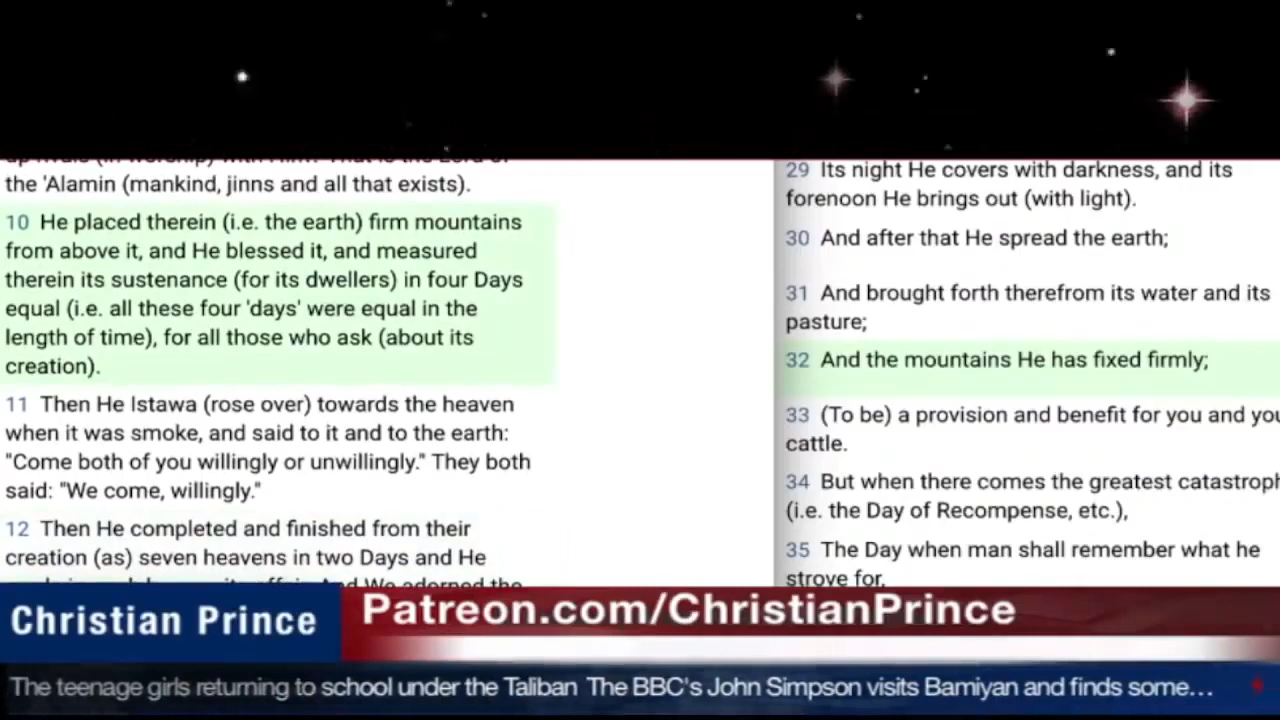 the 'Alamin (mankind, jinns and all that exists).
10 He placed therein (i.e. the earth) firm mountains
from above it, and He blessed it, and measured
therein its sustenance (for its dwellers) in four Days
equal (i.e. all these four 'days' were equal in the
length of time), for all those who ask (about its
creation).
11 Then He Istawa (rose over) towards the heaven
when it was smoke, and said to it and to the earth:
"Come both of you willingly or unwillingly." They both
said: "We come, willingly."
12 Then He completed and finished from their
creation (as) seven heavens in two Days and He
29 Its night He covers with darkness, and its
forenoon He brings out (with light).
30 And after that He spread the earth;
31 And brought forth therefrom its water and its
pasture;
32 And the mountains He has fixed firmly;
33 (To be) a provision and benefit for you and you
cattle.
34 But when there comes the greatest catastroph
(i.e. the Day of Recompense, etc.),
35 The Day when man shall remember what he
strove for,
Christian Prince
Patreon.com/ChristianPrince
The teenage girls returning to school under the Taliban The BBC's John Simpson visits Bamiyan and finds some...